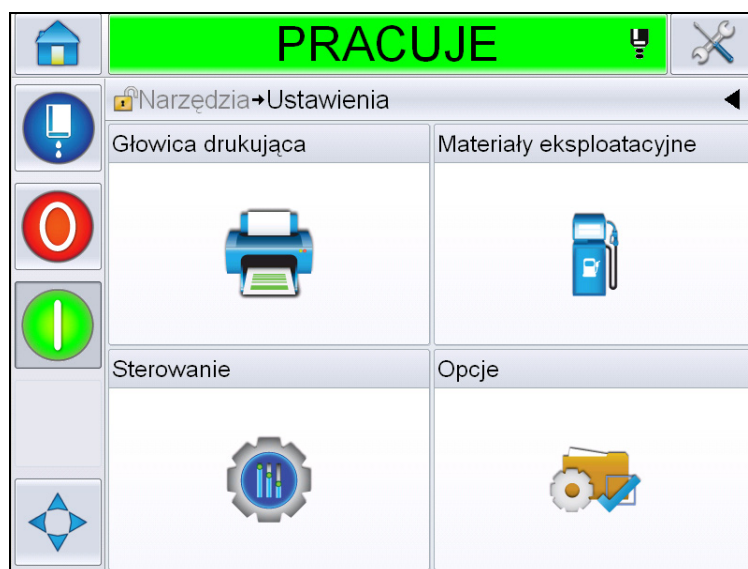 PRACUJE
Narzędzia→Ustawienia
Głowica drukująca
Materiały eksploatacyjne
Sterowanie
Opcje